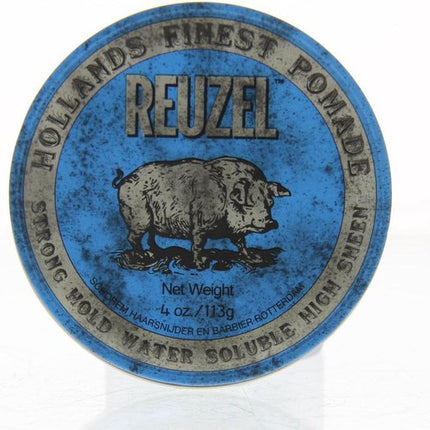 HOLLANDS FINEST POMADE
REUZEL™
Net Weight
4 oz./113g
SCHOREM HAARSNIJDER EN BARBIER ROTTERDAM
STRONG HOLD WATER SOLUBLE HIGH SHEEN